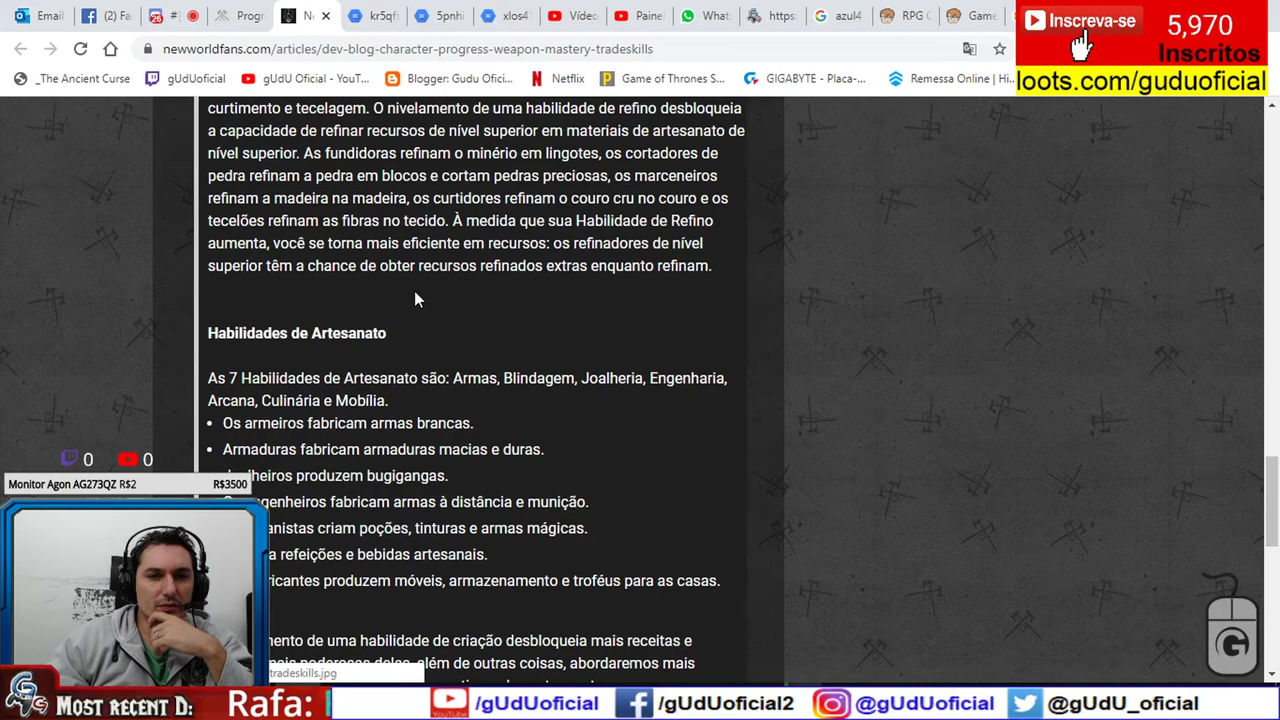 Email
(2) Fa
26
#
Progr
Ne
kr5qf
5pnhi
xlos4
Vídeo
Paine
What
https:
azul4
RPG C
Game
Inscreva-se
5,970
Inscritos
newworldfans.com/articles/dev-blog-character-progress-weapon-mastery-tradeskills
_The Ancient Curse
gUdUoficial
gUdU Oficial - YouT...
Blogger: Gudu Ofici...
Netflix
Game of Thrones S...
GIGABYTE - Placa-...
Remessa Online | Hi...
loots.com/guduoficial
curtimento e tecelagem. O nivelamento de uma habilidade de refino desbloqueia
a capacidade de refinar recursos de nível superior em materiais de artesanato de
nível superior. As fundidoras refinam o minério em lingotes, os cortadores de
pedra refinam a pedra em blocos e cortam pedras preciosas, os marceneiros
refinam a madeira na madeira, os curtidores refinam o couro cru no couro e os
tecelões refinam as fibras no tecido. À medida que sua Habilidade de Refino
aumenta, você se torna mais eficiente em recursos: os refinadores de nível
superior têm a chance de obter recursos refinados extras enquanto refinam.
Habilidades de Artesanato
As 7 Habilidades de Artesanato são: Armas, Blindagem, Joalheria, Engenharia,
Arcana, Culinária e Mobília.
• Os armeiros fabricam armas brancas.
• Armaduras fabricam armaduras macias e duras.
lheiros produzem bugigangas.
genheiros fabricam armas à distância e munição.
anistas criam poções, tinturas e armas mágicas.
a refeições e bebidas artesanais.
ricantes produzem móveis, armazenamento e troféus para as casas.
mento de uma habilidade de criação desbloqueia mais receitas e
além de outras coisas, abordaremos mais
0
0
Monitor Agon AG273QZ R$2
R$3500
tradeskills.jpg
G
Most recent D:
Rafa:
YouTube
/gUdUoficial
/gUdUoficial2
@gUdUoficial
@gUdU_oficial